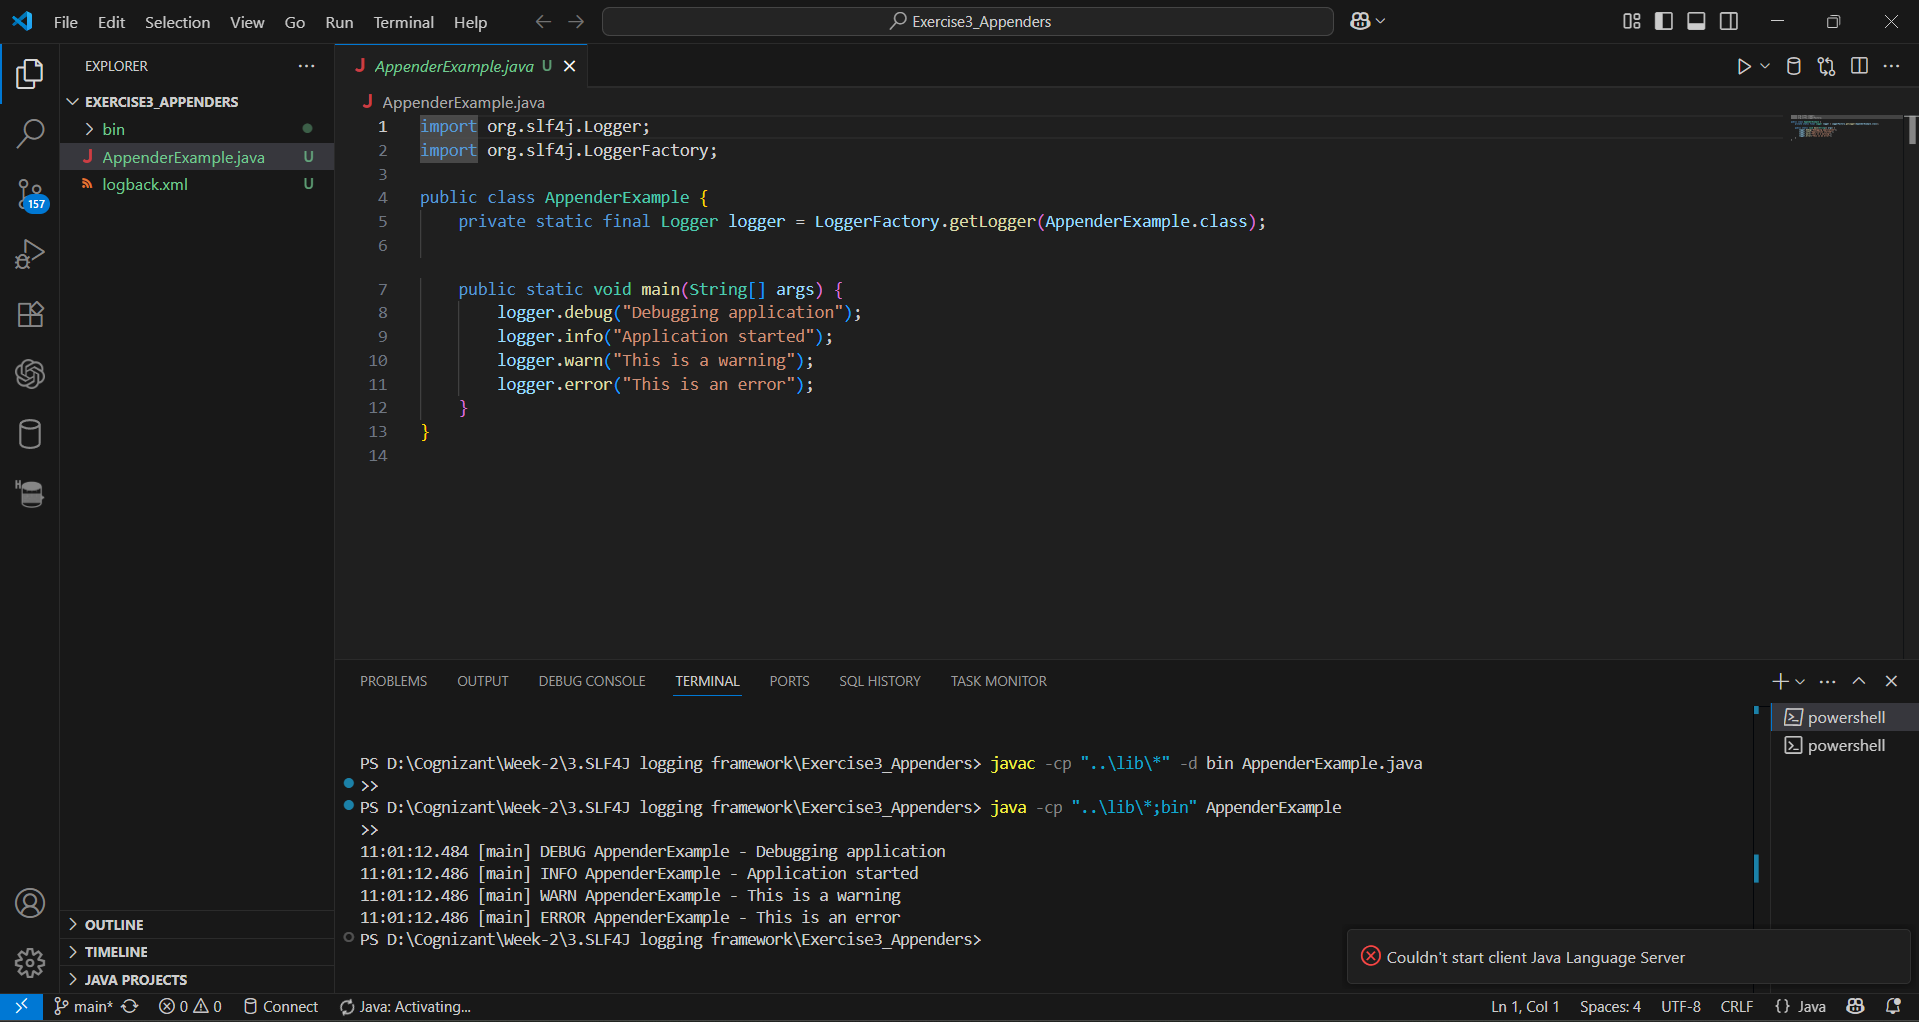 File Edit Selection View Go Run Terminal Help
Exercise3_Appenders
EXPLORER
EXERCISE3_APPENDERS
bin
AppenderExample.java U
logback.xml U
157
OUTLINE
TIMELINE
JAVA PROJECTS
AppenderExample.java U
AppenderExample.java
1 import org.slf4j.Logger;
2 import org.slf4j.LoggerFactory;
3
4 public class AppenderExample {
5 private static final Logger logger = LoggerFactory.getLogger(AppenderExample.class);
6
7 public static void main(String[] args) {
8 logger.debug("Debugging application");
9 logger.info("Application started");
10 logger.warn("This is a warning");
11 logger.error("This is an error");
12 }
13 }
14
PROBLEMS OUTPUT DEBUG CONSOLE TERMINAL PORTS SQL HISTORY TASK MONITOR
powershell
powershell
PS D:\Cognizant\Week-2\3.SLF4J logging framework\Exercise3_Appenders> javac -cp "..\lib\*" -d bin AppenderExample.java
>>
PS D:\Cognizant\Week-2\3.SLF4J logging framework\Exercise3_Appenders> java -cp "..\lib\*;bin" AppenderExample
>>
11:01:12.484 [main] DEBUG AppenderExample - Debugging application
11:01:12.486 [main] INFO AppenderExample - Application started
11:01:12.486 [main] WARN AppenderExample - This is a warning
11:01:12.486 [main] ERROR AppenderExample - This is an error
PS D:\Cognizant\Week-2\3.SLF4J logging framework\Exercise3_Appenders>
Couldn't start client Java Language Server
main* 0 0 Connect Java: Activating... Ln 1, Col 1 Spaces: 4 UTF-8 CRLF {} Java